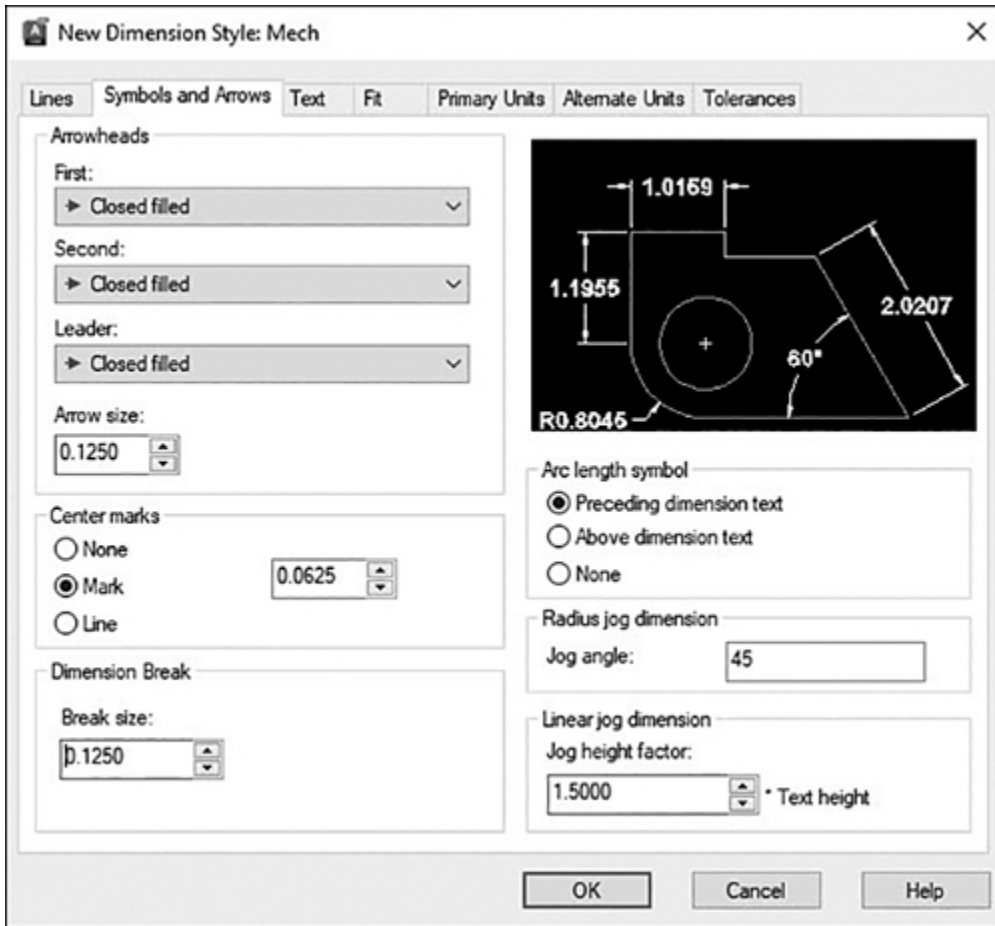 New Dimension Style: Mech
Lines Symbols and Arrows Text Fit Primary Units Alternate Units Tolerances
Arrowheads
First:
Closed filled
Second:
Closed filled
Leader:
Closed filled
Arrow size:
0.1250
Center marks
None
Mark
0.0625
Line
Dimension Break
Break size:
0.1250
1.0159
1.1955
2.0207
60°
R0.8045
Arc length symbol
Preceding dimension text
Above dimension text
None
Radius jog dimension
Jog angle:
45
Linear jog dimension
Jog height factor:
1.5000
* Text height
OK Cancel Help